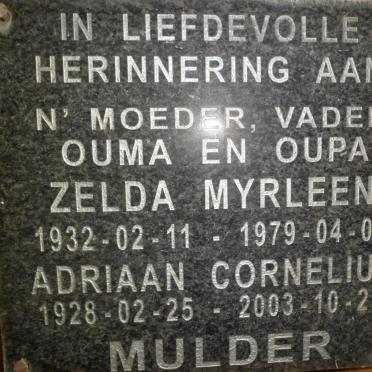 IN LIEFDEVOLLE
HERINNERING AAN
N' MOEDER, VADER
OUMA EN OUPA
ZELDA MYRLEEN
1932-02-11 - 1979-04-0
ADRIAAN CORNELIU
1928-02-25 - 2003-10-2
MULDER